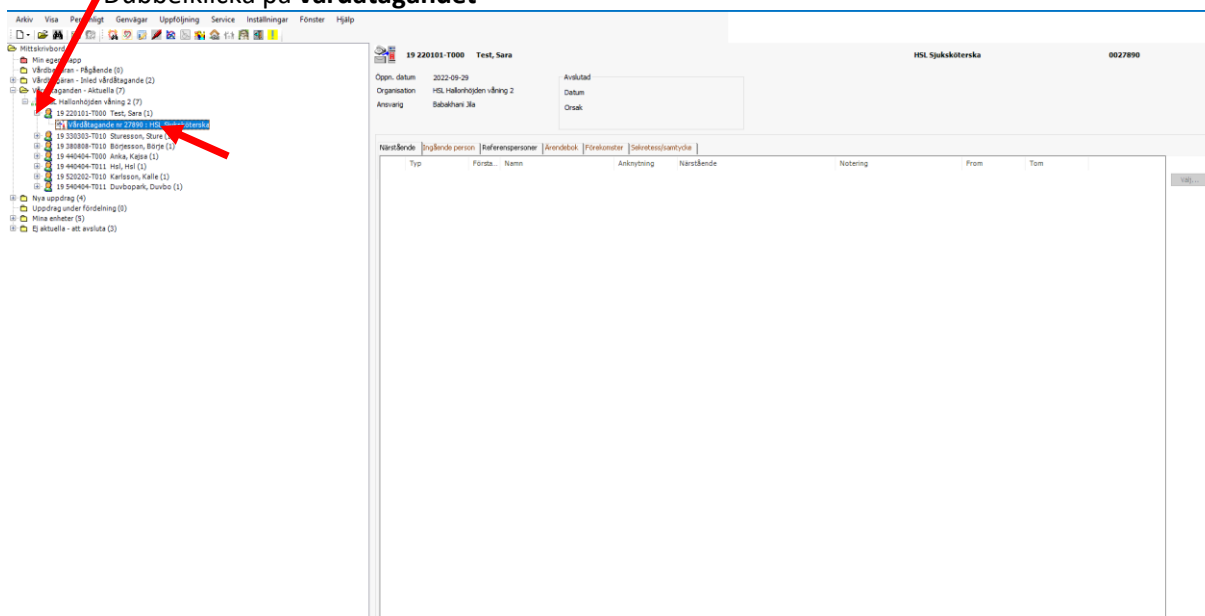 Dubbelklicka på vårdåtagandet
Arkiv Visa Personligt Genvägar Uppföljning Service Inställningar Fönster Hjälp
Mittskrivbord
Min egen
Vårdbegäran - Pågående (0)
Vårdbegäran - Inled vårdåtagande (2)
Vårdåtaganden - Aktuella (7)
Hallonhöjden våning 2 (7)
19 220101-T000 Test, Sara (1)
Vårdåtagande nr 27890 : HSL Sjuksköterska
19 330303-T010 Sturesson, Sture
19 380808-T010 Börjesson, Börje (1)
19 440404-T000 Anka, Kajsa (1)
19 440404-T011 Hsl, Hsl (1)
19 520202-T010 Karlsson, Kalle (1)
19 540404-T011 Duvbopark, Duvbo (1)
Nya uppdrag (4)
Uppdrag under fördelning (0)
Mina enheter (5)
Ej aktuella - att avsluta (3)
19 220101-T000 Test, Sara HSL Sjuksköterska 0027890
Öppn. datum 2022-09-29 Avslutad
Organisation HSL Hallonhöjden våning 2 Datum
Ansvarig Babakhani Jila Orsak
Närstående Ingående person Referenspersoner Ärendebok Förekomster Sekretess/samtycke
Typ Första... Namn Anknytning Närstående Notering From Tom
Välj...